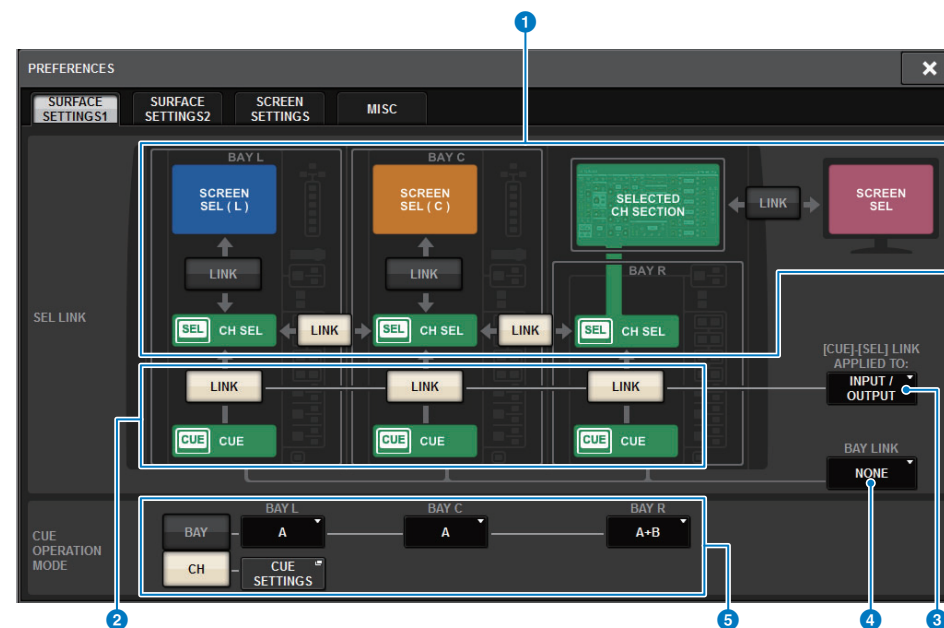 1
PREFERENCES
×
SURFACE
SETTINGS1
SURFACE
SETTINGS2
SCREEN
SETTINGS
MISC
BAY L
BAY C
SCREEN
SEL ( L )
SCREEN
SEL ( C )
SELECTED
CH SECTION
LINK
SCREEN
SEL
LINK
LINK
BAY R
SEL LINK
SEL CH SEL
LINK
SEL CH SEL
LINK
SEL CH SEL
[CUE]-[SEL] LINK
APPLIED TO:
LINK
LINK
LINK
INPUT /
OUTPUT
CUE CUE
CUE CUE
CUE CUE
BAY LINK
NONE
CUE
OPERATION
MODE
BAY L
BAY C
BAY R
BAY
A
A
A+B
CH
CUE
SETTINGS
2
5
4
3